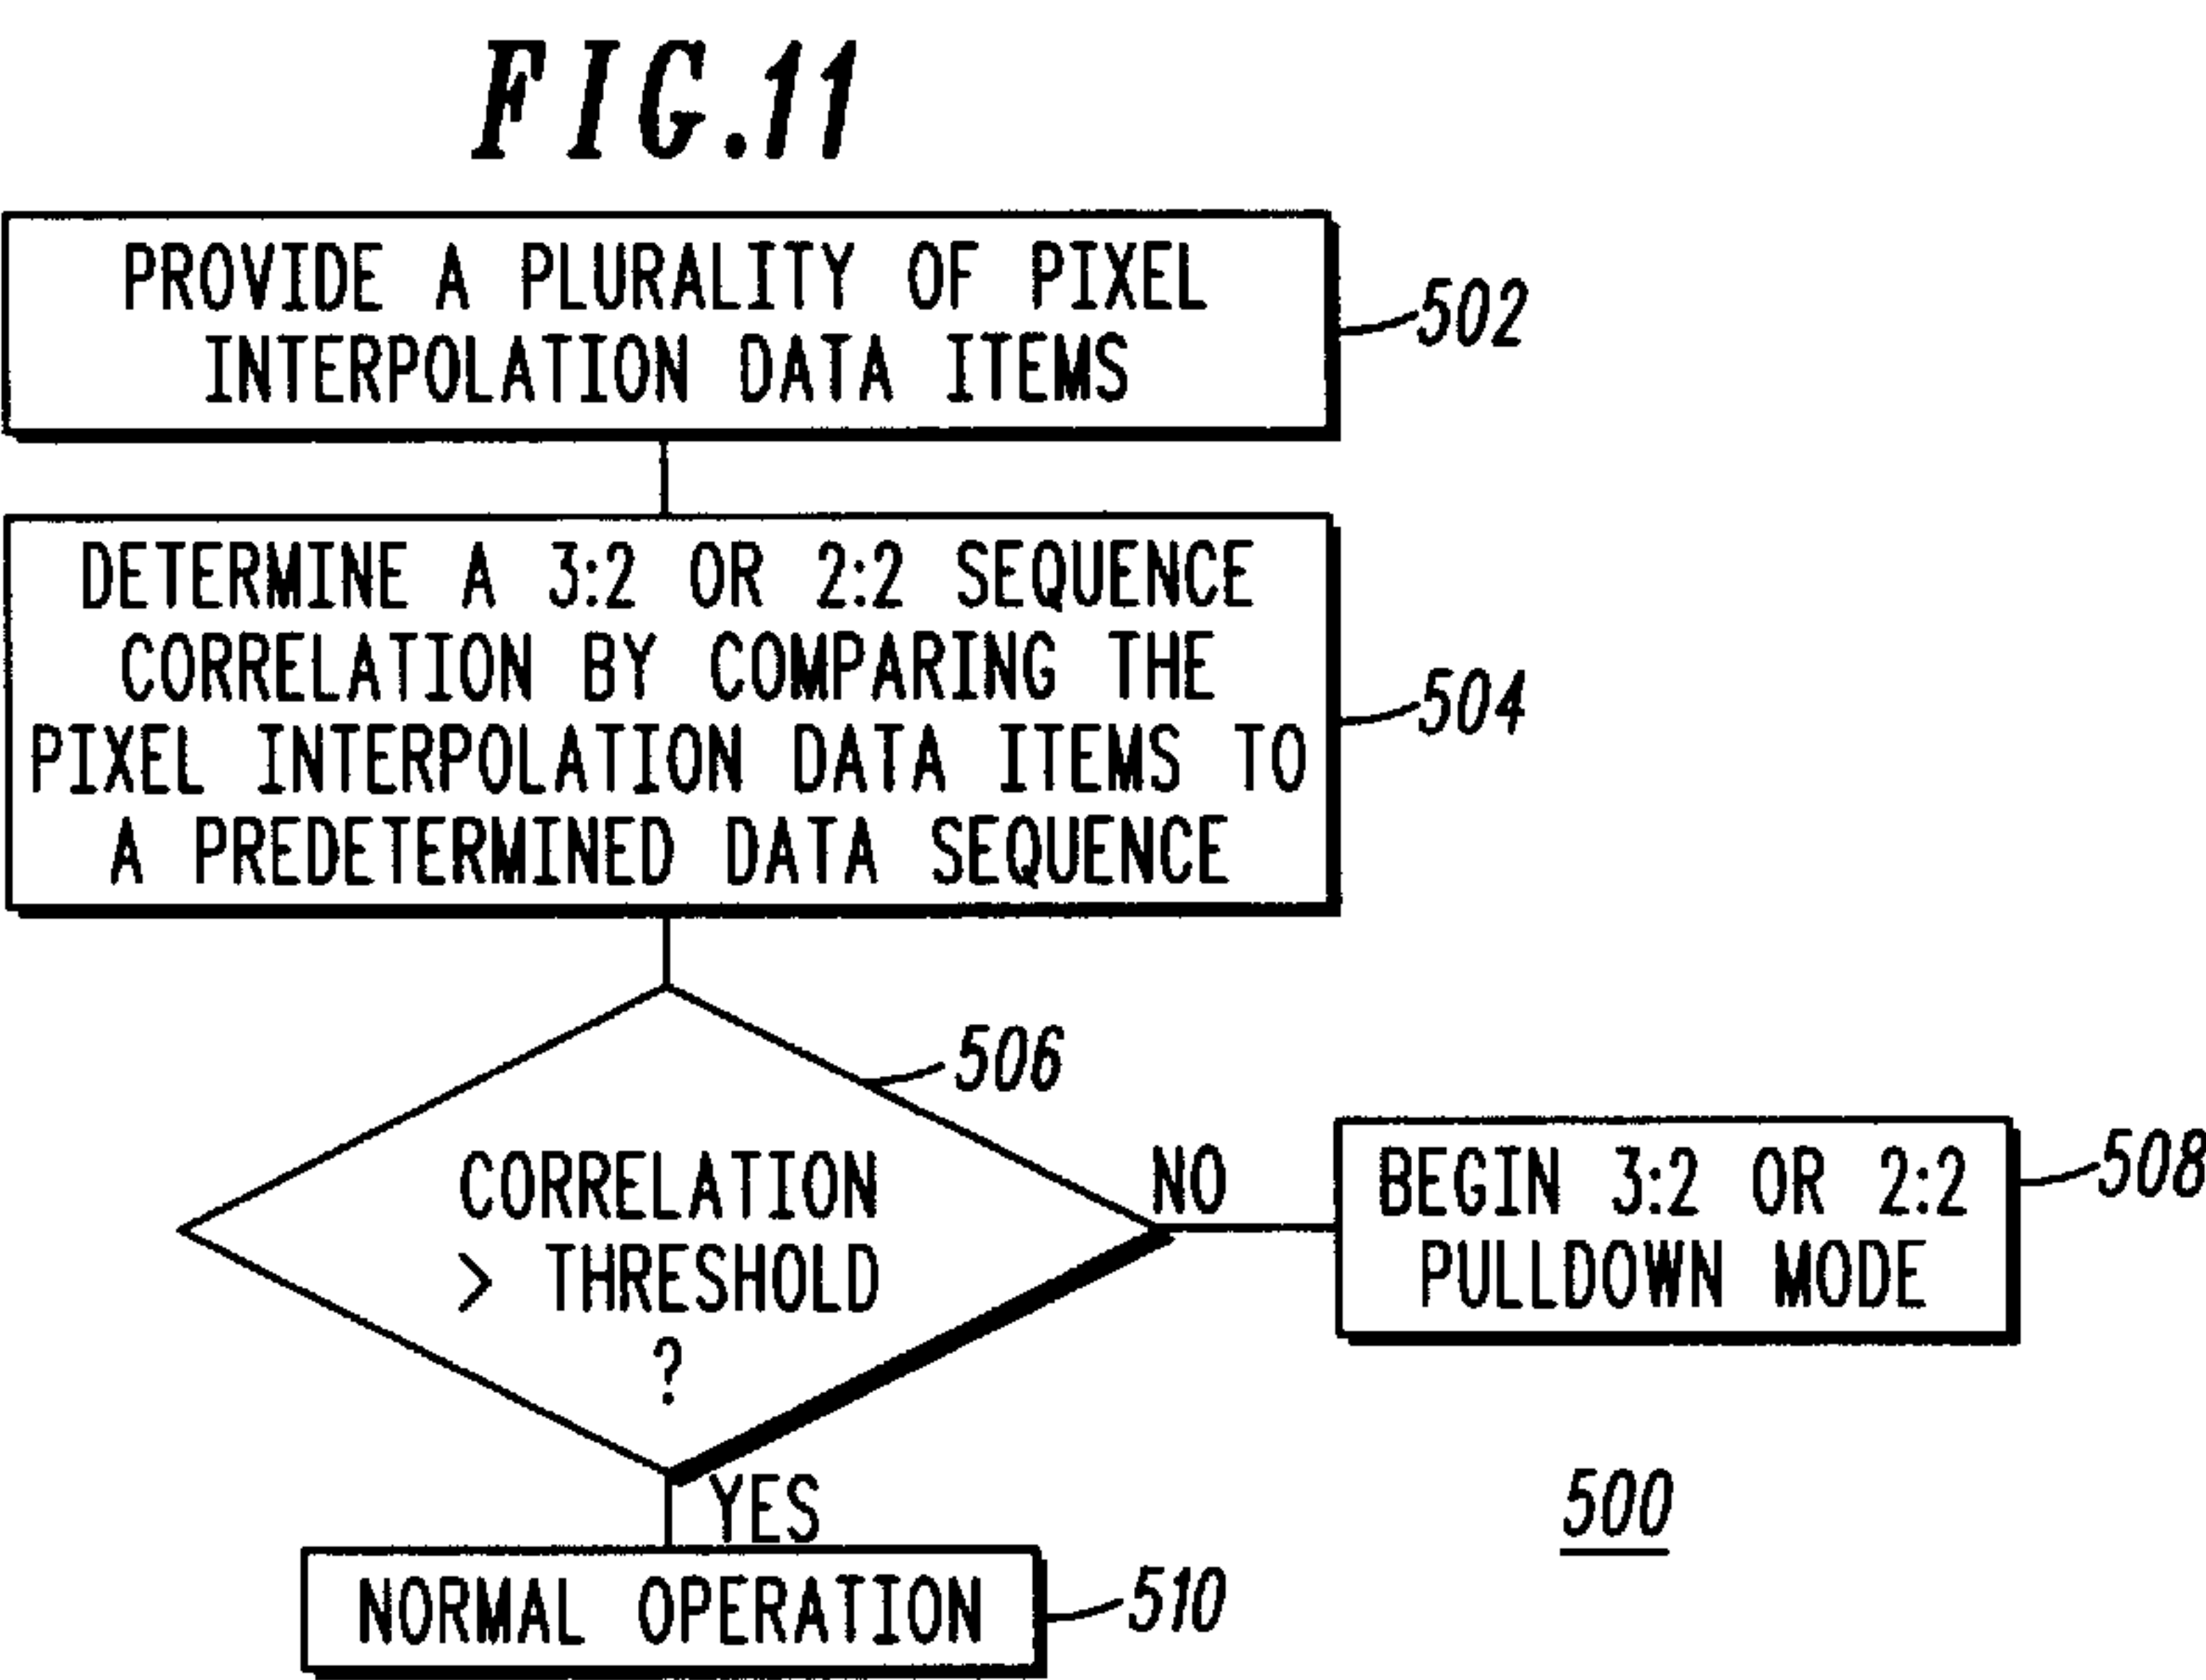 FIG.11
PROVIDE A PLURALITY OF PIXEL
INTERPOLATION DATA ITEMS
502
DETERMINE A 3:2 OR 2:2 SEQUENCE
CORRELATION BY COMPARING THE
PIXEL INTERPOLATION DATA ITEMS TO
A PREDETERMINED DATA SEQUENCE
504
506
CORRELATION
> THRESHOLD
?
NO
BEGIN 3:2 OR 2:2
PULLDOWN MODE
508
YES
500
NORMAL OPERATION
510